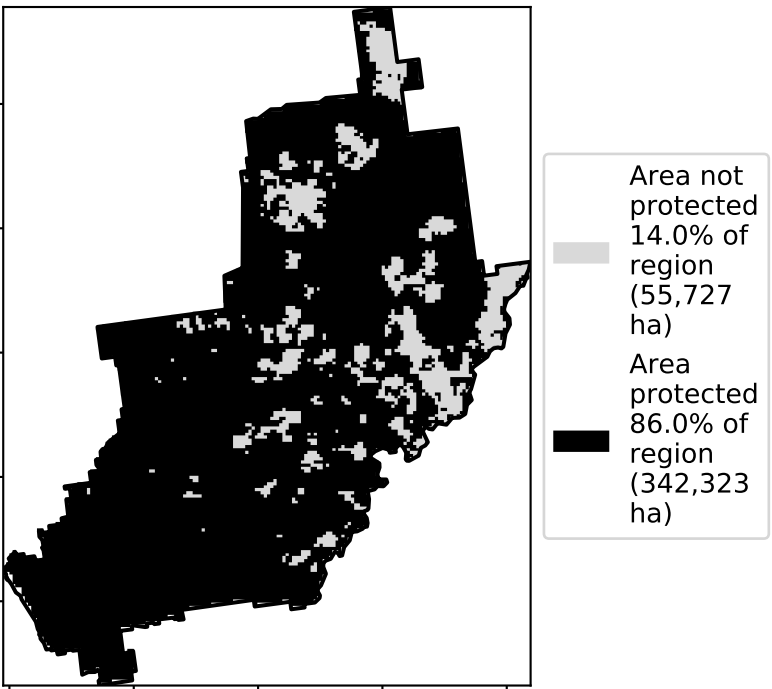 Area not
protected
14.0% of
region
(55,727
ha)
Area
protected
86.0% of
region
(342,323
ha)